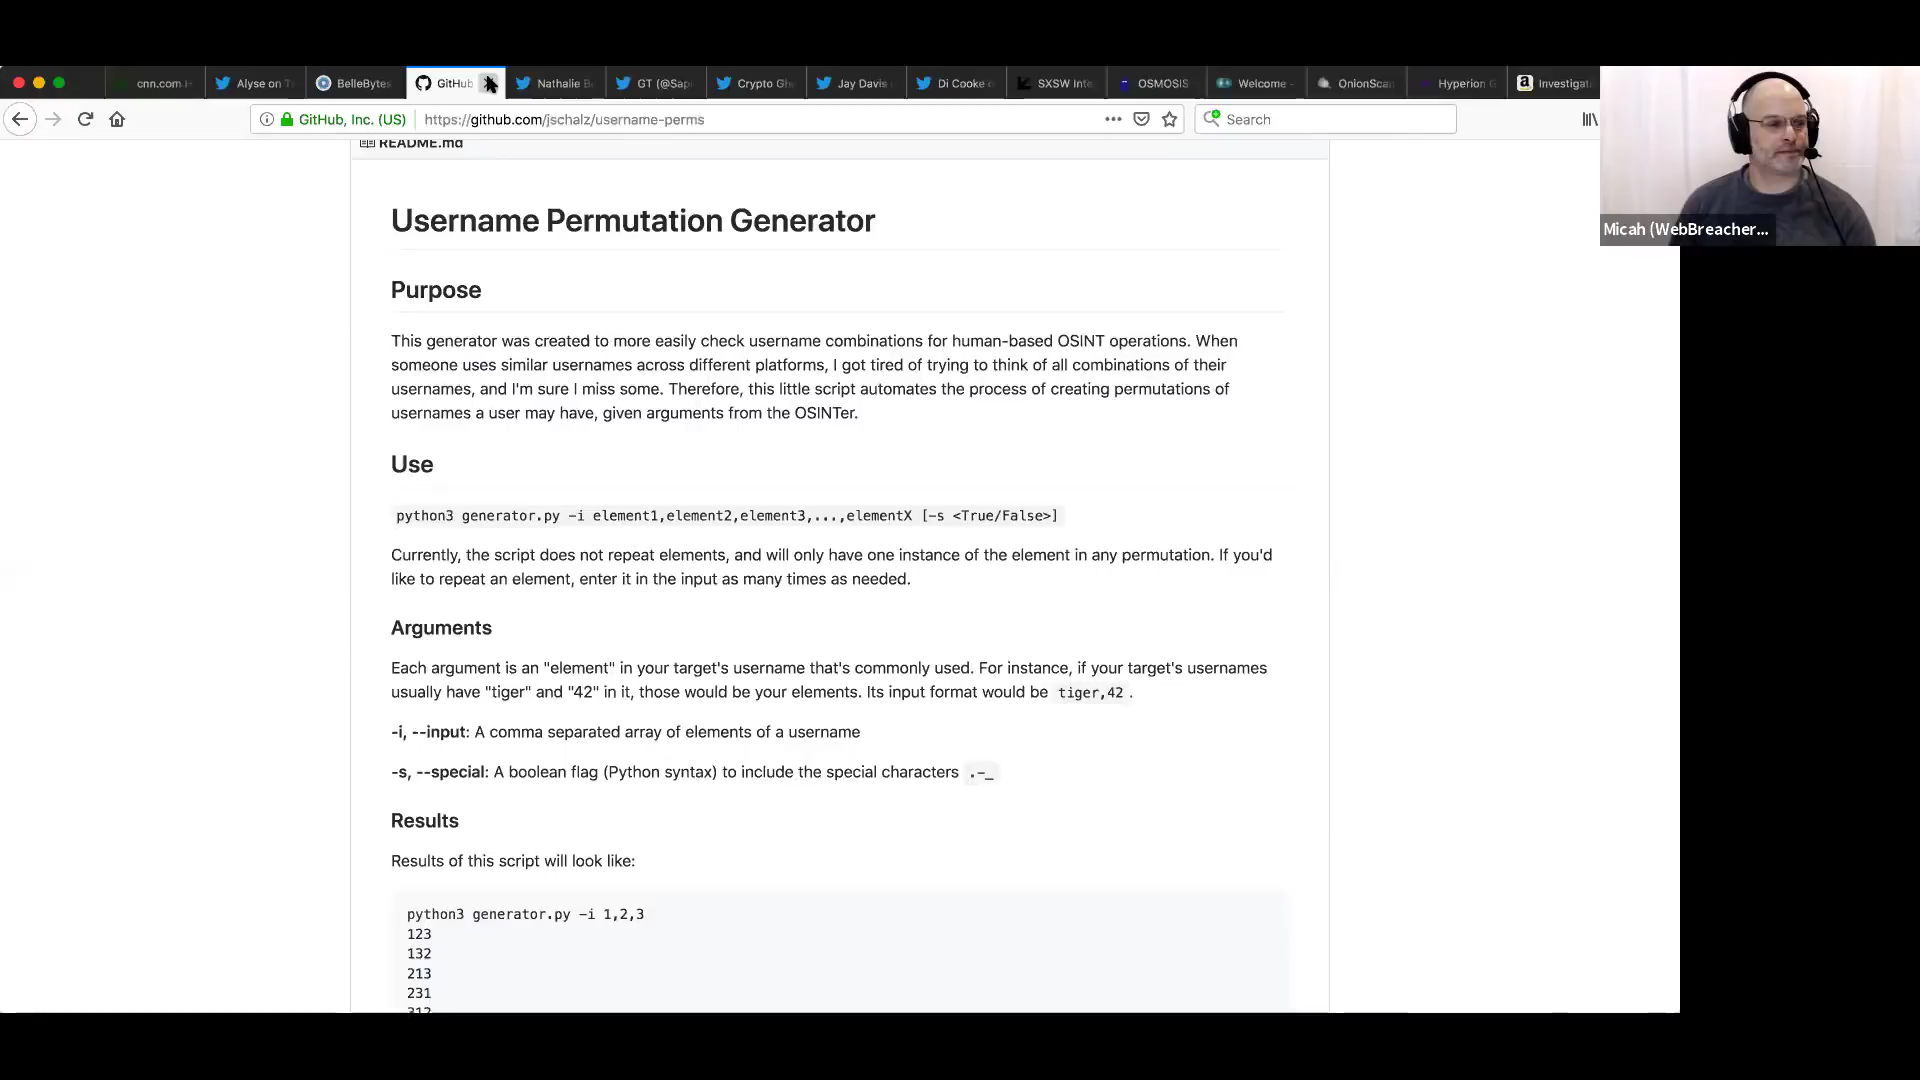 cnn.com.i
Alyse on T
BelleBytes
GitHub
Nathalie B
GT (@Sap
Crypto Gh
Jay Davis
Di Cooke o
SXSW Inte
OSMOSIS
Welcome -
OnionSca
Hyperion G
Investigat
GitHub, Inc. (US)
https://github.com/jschalz/username-perms
Search
README.md
Micah (WebBreacher...
Username Permutation Generator
Purpose
This generator was created to more easily check username combinations for human-based OSINT operations. When
someone uses similar usernames across different platforms, I got tired of trying to think of all combinations of their
usernames, and I'm sure I miss some. Therefore, this little script automates the process of creating permutations of
usernames a user may have, given arguments from the OSINTer.
Use
python3 generator.py -i element1,element2,element3,...,elementX [-s <True/False>]
Currently, the script does not repeat elements, and will only have one instance of the element in any permutation. If you'd
like to repeat an element, enter it in the input as many times as needed.
Arguments
Each argument is an "element" in your target's username that's commonly used. For instance, if your target's usernames
usually have "tiger" and "42" in it, those would be your elements. Its input format would be tiger,42 .
-i, --input: A comma separated array of elements of a username
-s, --special: A boolean flag (Python syntax) to include the special characters .-_
Results
Results of this script will look like:
python3 generator.py -i 1,2,3
123
132
213
231
312